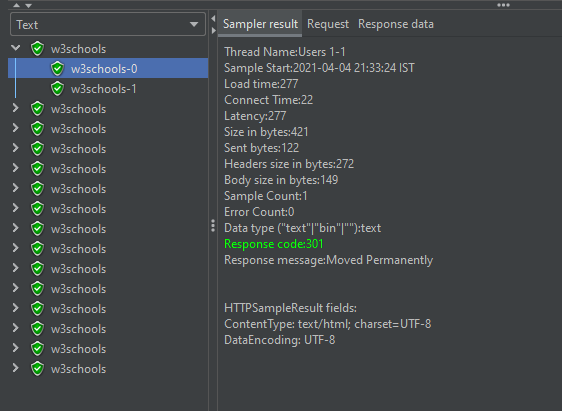 Text
w3schools
w3schools-0
w3schools-1
w3schools
w3schools
w3schools
w3schools
w3schools
w3schools
w3schools
w3schools
w3schools
w3schools
w3schools
w3schools
w3schools
w3schools
Sampler result
Request
Response data
Thread Name:Users 1-1
Sample Start:2021-04-04 21:33:24 IST
Load time:277
Connect Time:22
Latency:277
Size in bytes:421
Sent bytes:122
Headers size in bytes:272
Body size in bytes:149
Sample Count:1
Error Count:0
Data type ("text"|"bin"|""):text
Response code:301
Response message:Moved Permanently
HTTPSampleResult fields:
ContentType: text/html; charset=UTF-8
DataEncoding: UTF-8